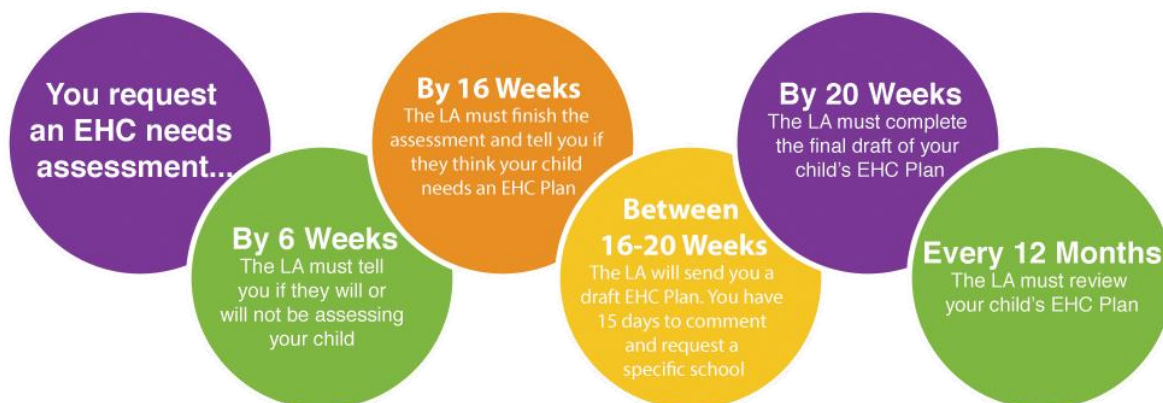 You request
an EHC needs
assessment...
By 6 Weeks
The LA must tell
you if they will or
will not be assessing
your child
By 16 Weeks
The LA must finish the
assessment and tell you if
they think your child
needs an EHC Plan
Between
16-20 Weeks
The LA will send you a
draft EHC Plan. You have
15 days to comment
and request a
specific school
By 20 Weeks
The LA must complete
the final draft of your
child's EHC Plan
Every 12 Months
The LA must review
your child's EHC Plan